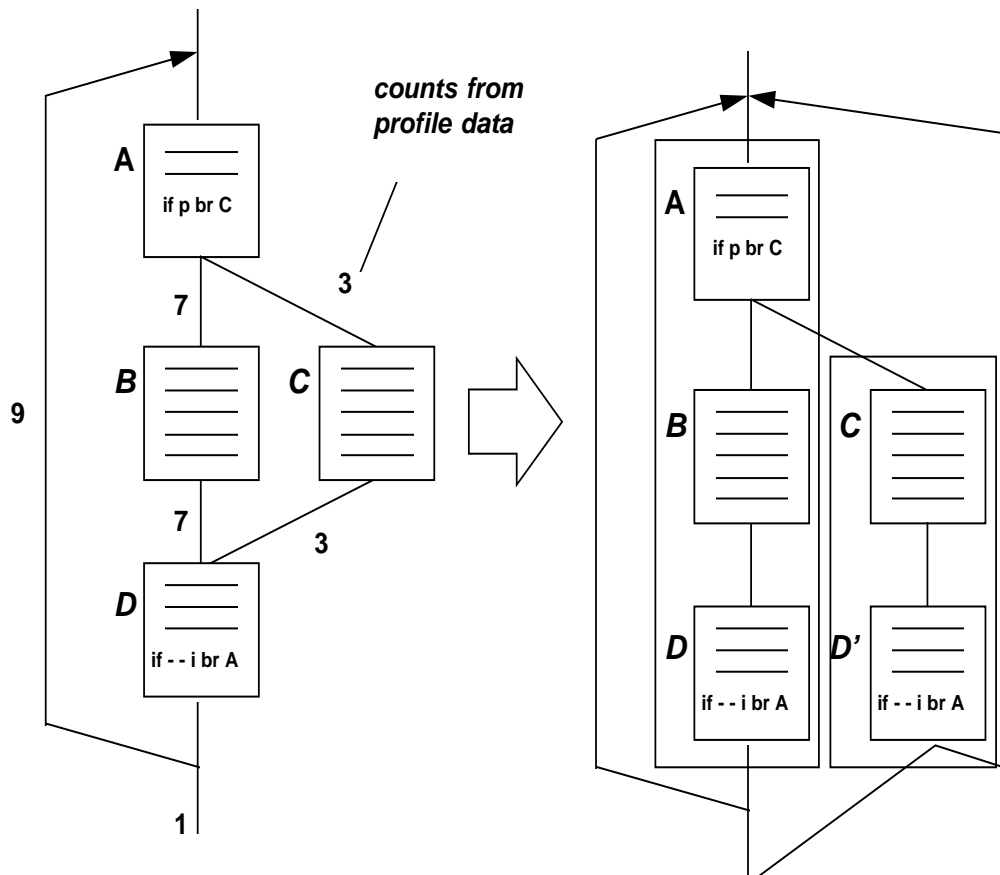 counts from
profile data
A
if p br C
3
7
B
C
9
7
3
D
if - - i br A
1
A
if p br C
B
C
D
if - - i br A
D’
if - - i br A